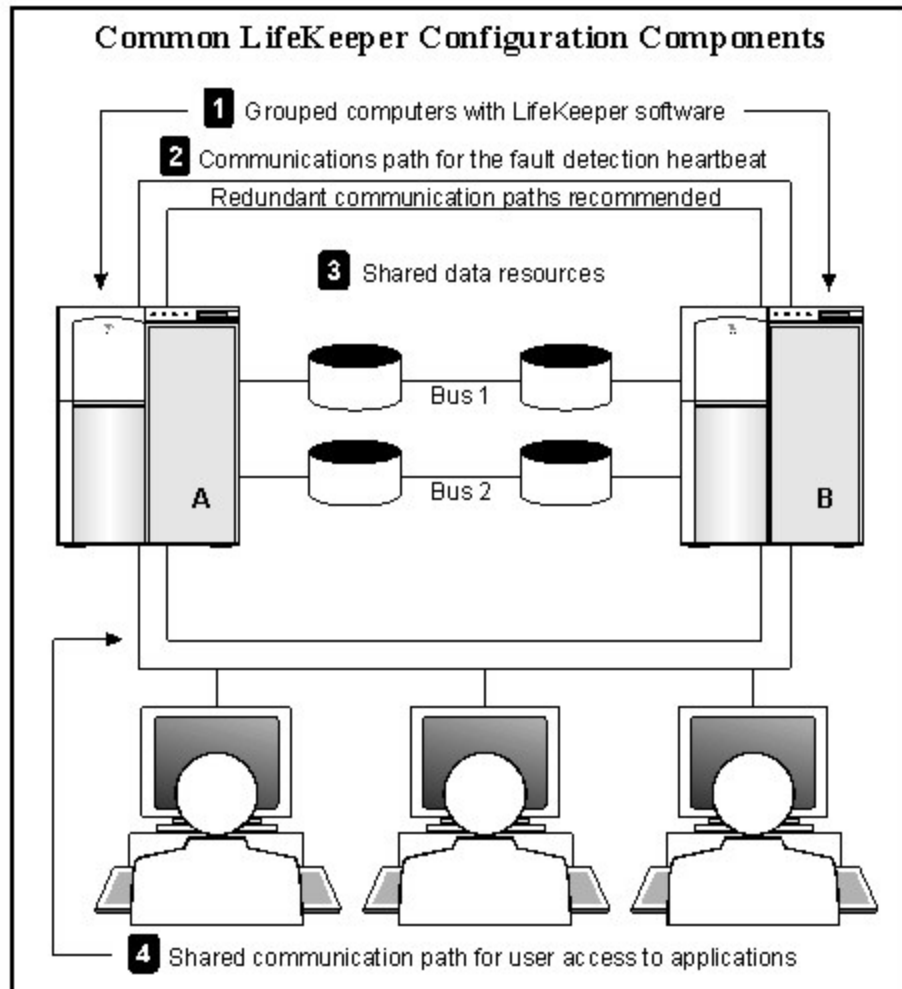 Common LifeKeeper Configuration Components
1 Grouped computers with LifeKeeper software
2 Communications path for the fault detection heartbeat
Redundant communication paths recommended
3 Shared data resources
Bus 1
Bus 2
A
B
4 Shared communication path for user access to applications